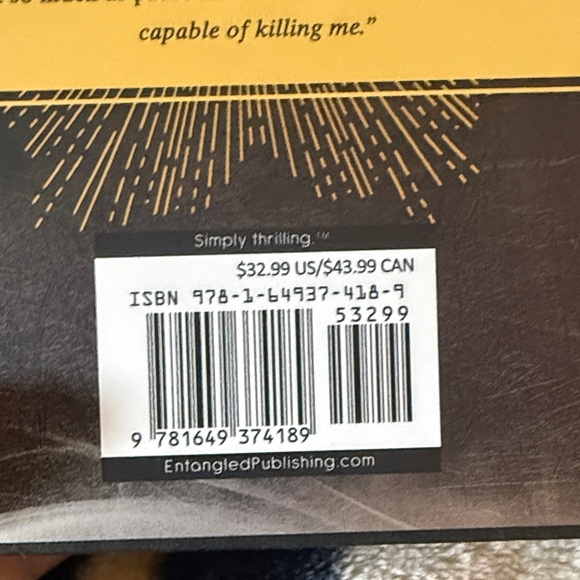 capable of killing me.”
Simply thrilling.™
$32.99 US/$43.99 CAN
ISBN 978-1-64937-418-9
53299
9 781649 374189
EntangledPublishing.com